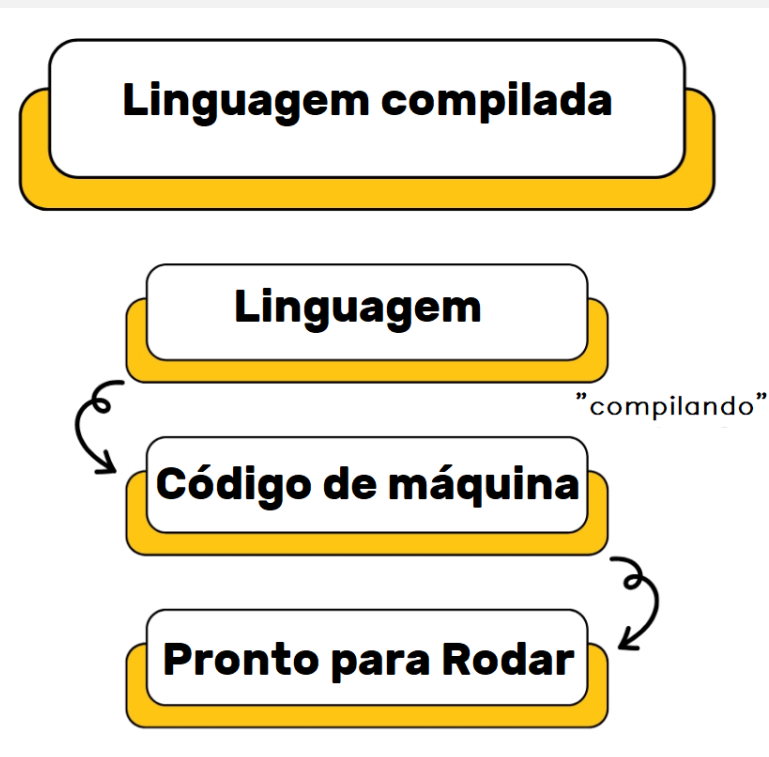 Linguagem compilada
Linguagem
”compilando”
Código de máquina
Pronto para Rodar